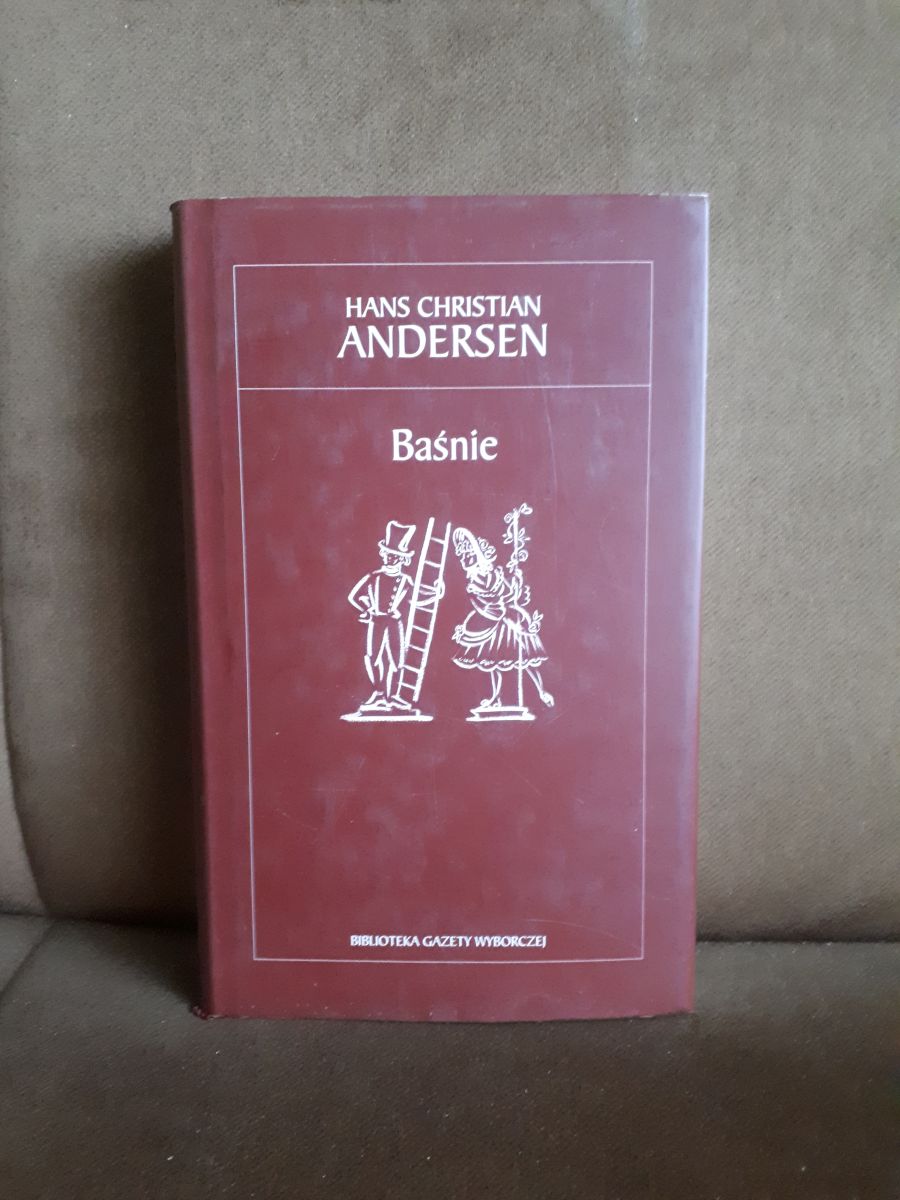 HANS CHRISTIAN
ANDERSEN
Baśnie
BIBLIOTEKA GAZETY WYBORCZEJ